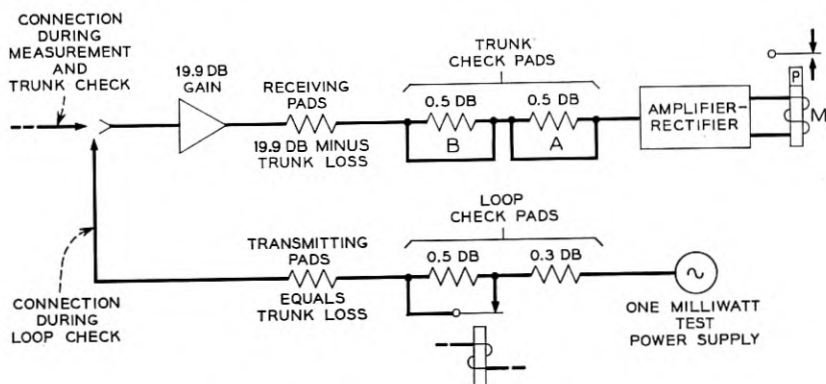 CONNECTION
DURING
MEASUREMENT
AND
TRUNK CHECK
19.9 DB
GAIN
RECEIVING
PADS
19.9 DB MINUS
TRUNK LOSS
TRUNK
CHECK PADS
0.5 DB
B
0.5 DB
A
AMPLIFIER-
RECTIFIER
P
M
CONNECTION
DURING
LOOP CHECK
TRANSMITTING
PADS
EQUALS
TRUNK LOSS
LOOP
CHECK PADS
0.5 DB
0.3 DB
ONE MILLIWATT
TEST
POWER SUPPLY